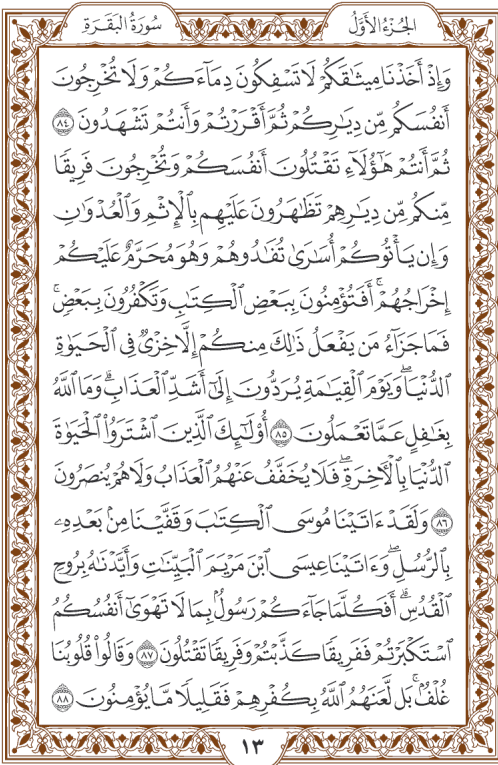 الجُزءُ الأَوَّلُ
سُورَةُ البَقَرَةِ
وَإِذْ أَخَذْنَا مِيثَٰقَكُمْ لَا تَسْفِكُونَ دِمَآءَكُمْ وَلَا تُخْرِجُونَ
أَنفُسَكُم مِّن دِيَٰرِكُمْ ثُمَّ أَقْرَرْتُمْ وَأَنتُمْ تَشْهَدُونَ ٨٤
ثُمَّ أَنتُمْ هَٰٓؤُلَآءِ تَقْتُلُونَ أَنفُسَكُمْ وَتُخْرِجُونَ فَرِيقًا
مِّنكُم مِّن دِيَٰرِهِمْ تَظَٰهَرُونَ عَلَيْهِم بِٱلْإِثْمِ وَٱلْعُدْوَٰنِ
وَإِن يَأْتُوكُمْ أُسَٰرَىٰ تُفَٰدُوهُمْ وَهُوَ مُحَرَّمٌ عَلَيْكُمْ
إِخْرَاجُهُمْ ۚ أَفَتُؤْمِنُونَ بِبَعْضِ ٱلْكِتَٰبِ وَتَكْفُرُونَ بِبَعْضٍ ۚ
فَمَا جَزَآءُ مَن يَفْعَلُ ذَٰلِكَ مِنكُمْ إِلَّا خِزْىٌ فِى ٱلْحَيَوٰةِ
ٱلدُّنْيَا ۖ وَيَوْمَ ٱلْقِيَٰمَةِ يُرَدُّونَ إِلَىٰٓ أَشَدِّ ٱلْعَذَابِ ۗ وَمَا ٱللَّهُ
بِغَٰفِلٍ عَمَّا تَعْمَلُونَ ٨٥ أُو۟لَٰٓئِكَ ٱلَّذِينَ ٱشْتَرَوُا۟ ٱلْحَيَوٰةَ
ٱلدُّنْيَا بِٱلْءَاخِرَةِ ۖ فَلَا يُخَفَّفُ عَنْهُمُ ٱلْعَذَابُ وَلَا هُمْ يُنصَرُونَ
٨٦ وَلَقَدْ ءَاتَيْنَا مُوسَى ٱلْكِتَٰبَ وَقَفَّيْنَا مِنۢ بَعْدِهِۦ
بِٱلرُّسُلِ ۖ وَءَاتَيْنَا عِيسَى ٱبْنَ مَرْيَمَ ٱلْبَيِّنَٰتِ وَأَيَّدْنَٰهُ بِرُوحِ
ٱلْقُدُسِ ۗ أَفَكُلَّمَا جَآءَكُمْ رَسُولٌۢ بِمَا لَا تَهْوَىٰٓ أَنفُسُكُمُ
ٱسْتَكْبَرْتُمْ فَفَرِيقًا كَذَّبْتُمْ وَفَرِيقًا تَقْتُلُونَ ٨٧ وَقَالُوا۟ قُلُوبُنَا
غُلْفٌۢ ۚ بَل لَّعَنَهُمُ ٱللَّهُ بِكُفْرِهِمْ فَقَلِيلًا مَّا يُؤْمِنُونَ ٨٨
١٣